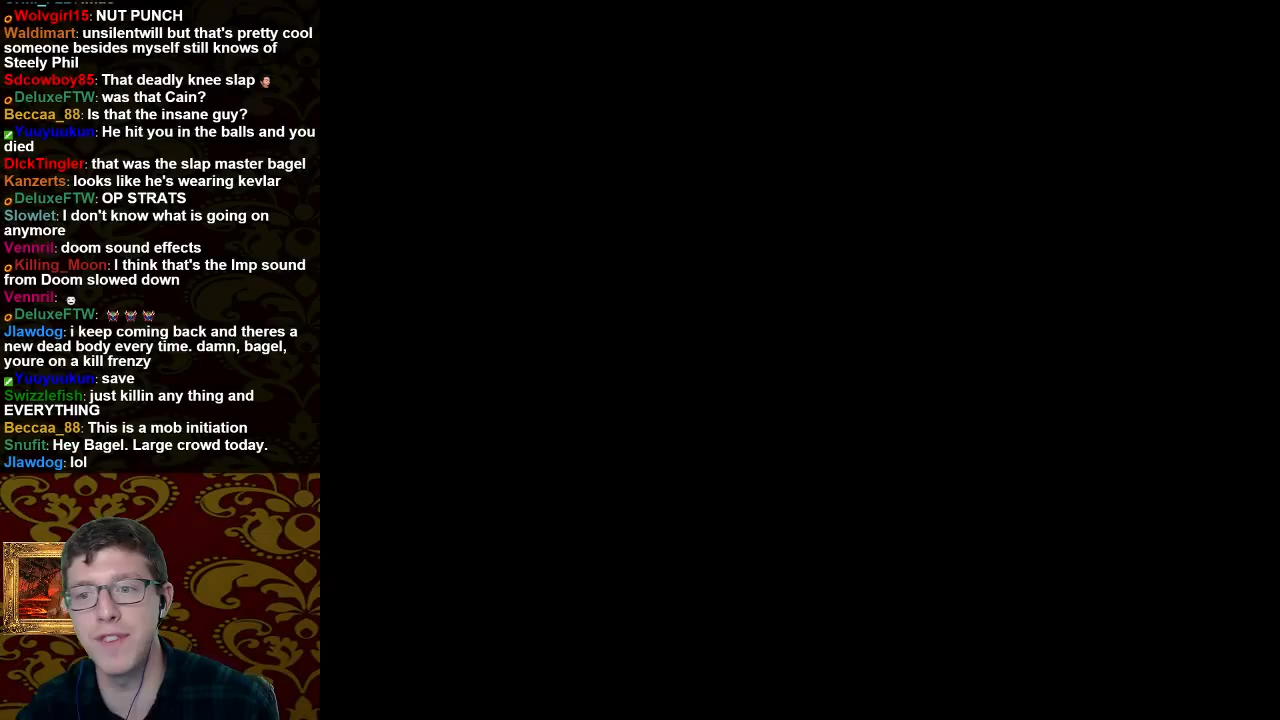 Wolvgirl15: NUT PUNCH
Waldimart: unsilentwill but that's pretty cool
someone besides myself still knows of
Steely Phil
Sdcowboy85: That deadly knee slap
DeluxeFTW: was that Cain?
Beccaa_88: Is that the insane guy?
Yuuyuukun: He hit you in the balls and you
died
DIckTingler: that was the slap master bagel
Kanzerts: looks like he's wearing kevlar
DeluxeFTW: OP STRATS
Slowlet: I don't know what is going on
anymore
Vennril: doom sound effects
Killing_Moon: I think that's the Imp sound
from Doom slowed down
Vennril:
DeluxeFTW:
Jlawdog: i keep coming back and theres a
new dead body every time. damn, bagel,
youre on a kill frenzy
Yuuyuukun: save
Swizzlefish: just killin any thing and
EVERYTHING
Beccaa_88: This is a mob initiation
Snufit: Hey Bagel. Large crowd today.
Jlawdog: lol